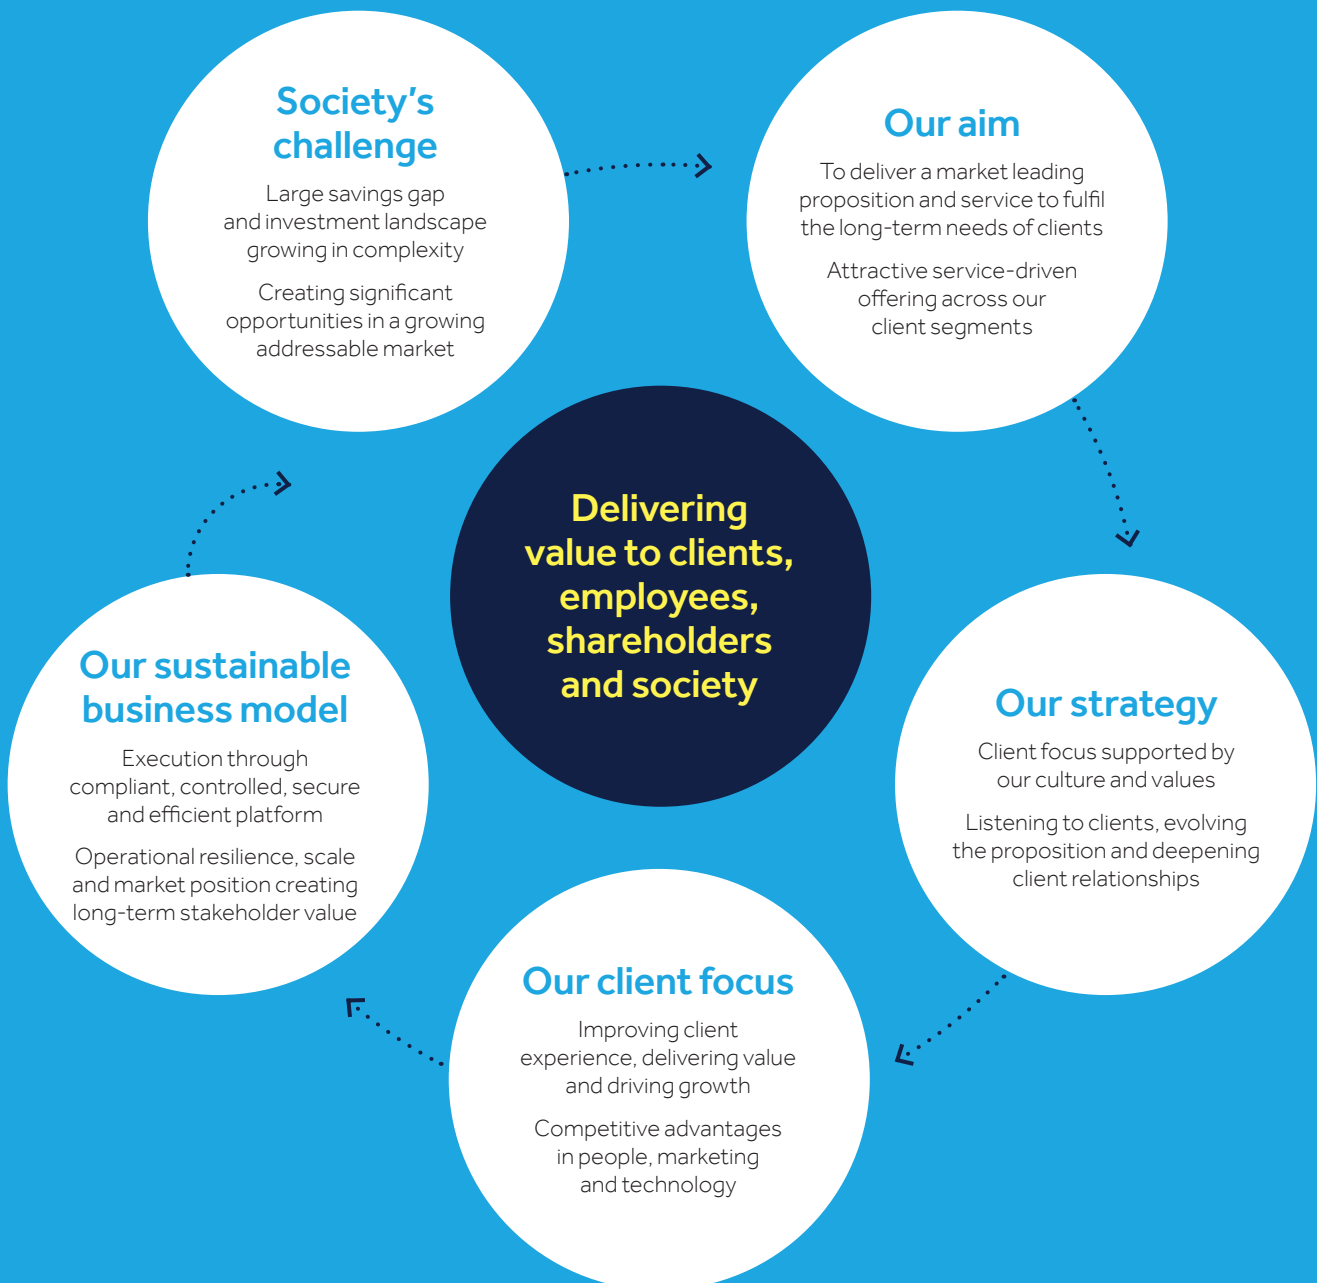 Society's
challenge
Large savings gap
and investment landscape
growing in complexity
Creating significant
opportunities in a growing
addressable market
Our aim
To deliver a market leading
proposition and service to fulfil
the long-term needs of clients
Attractive service-driven
offering across our
client segments
Delivering
value to clients,
employees,
shareholders
and society
Our strategy
Client focus supported by
our culture and values
Listening to clients, evolving
the proposition and deepening
client relationships
Our client focus
Improving client
experience, delivering value
and driving growth
Competitive advantages
in people, marketing
and technology
Our sustainable
business model
Execution through
compliant, controlled, secure
and efficient platform
Operational resilience, scale
and market position creating
long-term stakeholder value